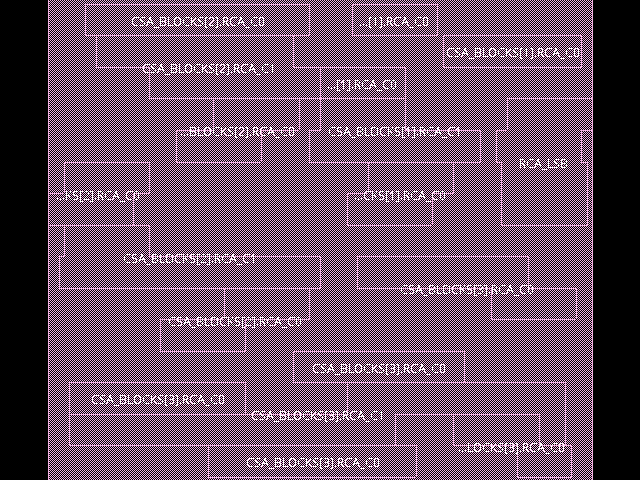 CSA_BLOCKS[2].RCA_C0
..[1].RCA_C0
CSA_BLOCKS[1].RCA_C0
CSA_BLOCKS[2].RCA_C1
..[1].RCA_C1
..BLOCKS[2].RCA_C0
CSA_BLOCKS[1].RCA_C1
RCA_LSB
..KS[2].RCA_C0
..CKS[1].RCA_C0
CSA_BLOCKS[2].RCA_C1
CSA_BLOCKS[3].RCA_C0
CSA_BLOCKS[2].RCA_C0
CSA_BLOCKS[3].RCA_C0
CSA_BLOCKS[3].RCA_C0
CSA_BLOCKS[3].RCA_C1
..LOCKS[3].RCA_C0
CSA_BLOCKS[3].RCA_C0